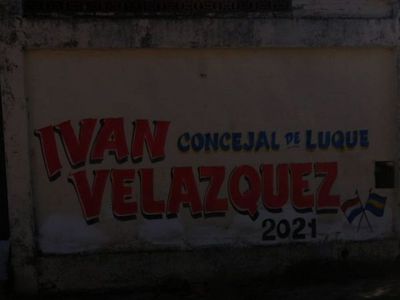 IVAN CONCEJAL DE LUQUE
VELAZQUEZ
2021